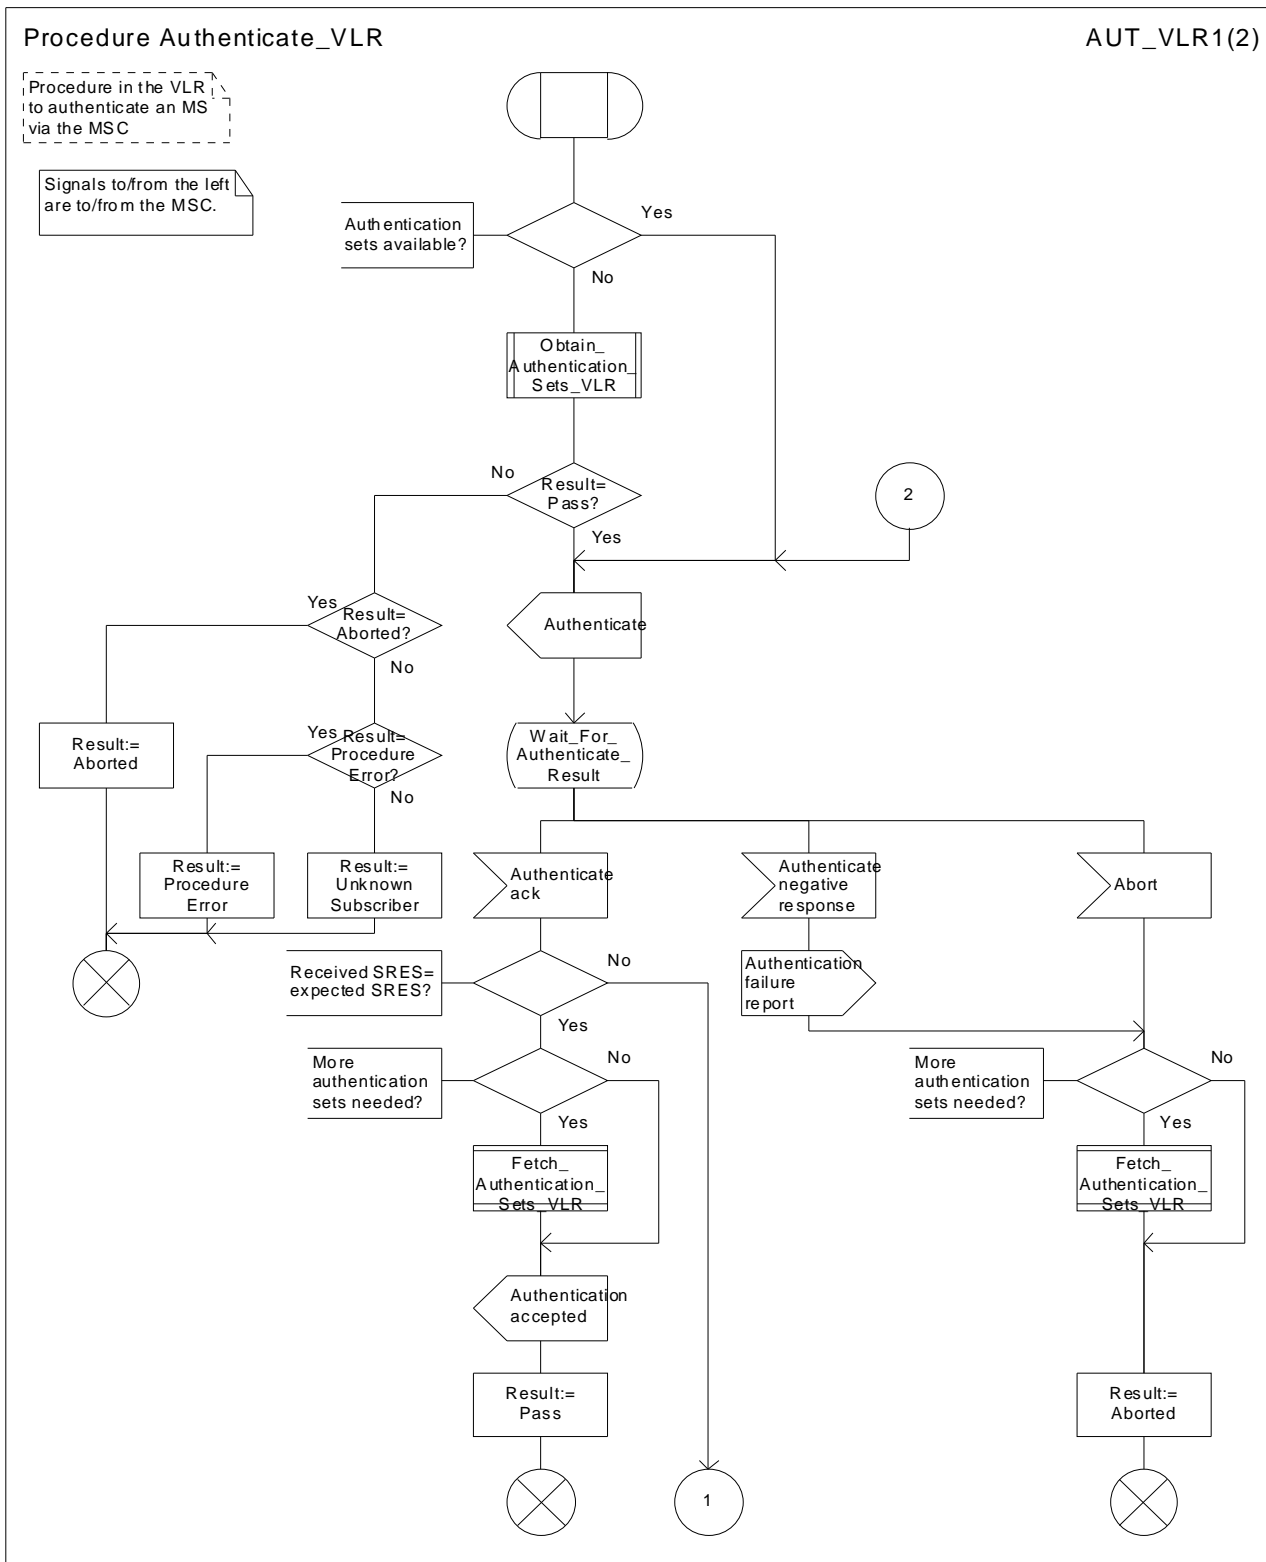 Procedure Authenticate_VLR
AUT_VLR1(2)
Procedure in the VLR
to authenticate an MS
via the MSC
Signals to/from the left
are to/from the MSC.
Authentication
sets available?
Yes
No
Obtain_
Authentication_
Sets_VLR
No
Result=
Pass?
Yes
2
Yes
Result=
Aborted?
No
Authenticate
Result:=
Aborted
Yes
Result=
Procedure
Error?
No
Wait_For_
Authenticate_
Result
Result:=
Procedure
Error
Result:=
Unknown
Subscriber
Authenticate
ack
Authenticate
negative
response
Abort
Received SRES=
expected SRES?
No
Yes
Authentication
failure
report
More
authentication
sets needed?
No
Yes
More
authentication
sets needed?
No
Yes
Fetch_
Authentication_
Sets_VLR
Fetch_
Authentication_
Sets_VLR
Authentication
accepted
Result:=
Pass
Result:=
Aborted
1